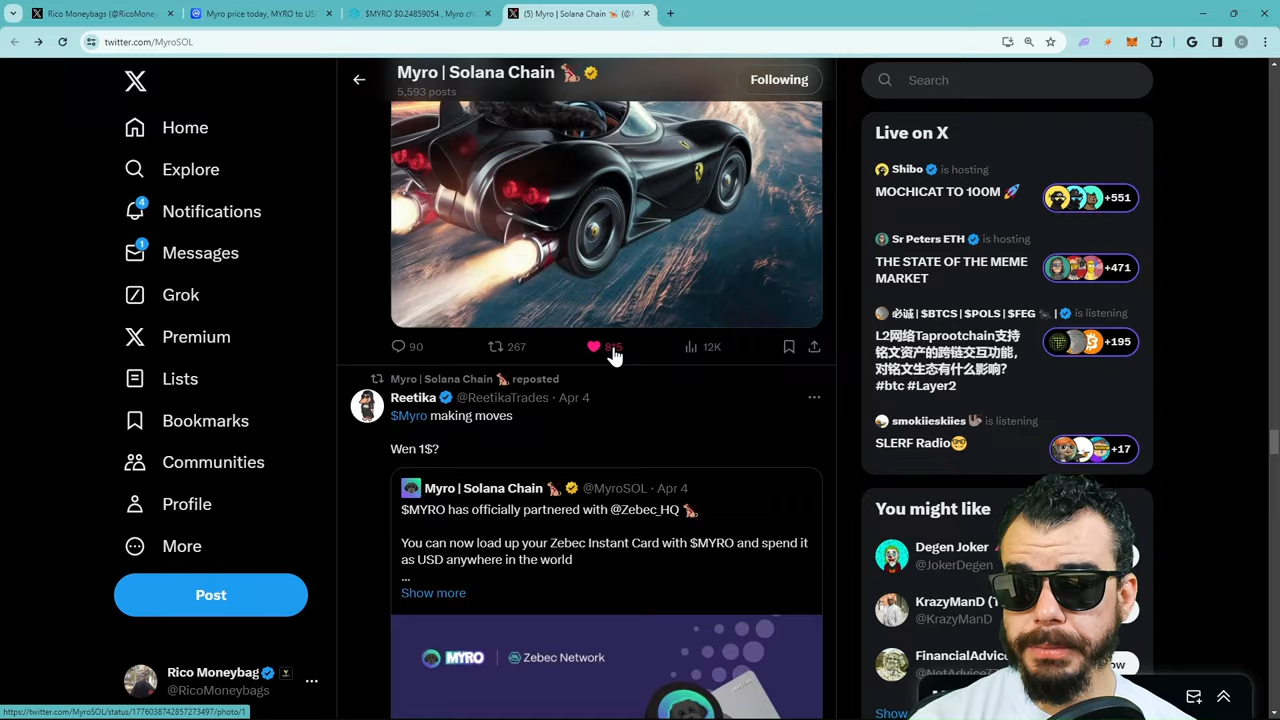 Rico Moneybags (@RicoMoney
Myro price today, MYRO to US
$MYRO $0.24859054 , Myro ch
(5) Myro | Solana Chain
twitter.com/MyroSOL
Home
Explore
4
Notifications
1
Messages
Grok
Premium
Lists
Bookmarks
Communities
Profile
More
Post
Rico Moneybag
@RicoMoneybags
https://twitter.com/MyroSOL/status/1776038742857273497/photo/1
Myro | Solana Chain
5,593 posts
Following
90
267
12K
Myro | Solana Chain reposted
Reetika @ReetikaTrades · Apr 4
$Myro making moves
Wen 1$?
Myro | Solana Chain @MyroSOL · Apr 4
$MYRO has officially partnered with @Zebec_HQ
You can now load up your Zebec Instant Card with $MYRO and spend it
as USD anywhere in the world
...
Show more
MYRO | Zebec Network
Search
Live on X
Shibo is hosting
MOCHICAT TO 100M
+551
Sr Peters ETH is hosting
THE STATE OF THE MEME
MARKET
+471
必诚 | $BTCS | $POLS | $FEG | is listening
L2网络Taprootchain支持
铭文资产的跨链交互功能，
对铭文生态有什么影响？
#btc #Layer2
+195
smokiieskiies is listening
SLERF Radio
+17
You might like
Degen Joker
@JokerDegen
KrazyManD
@KrazyManD
FinancialAdvice
Show